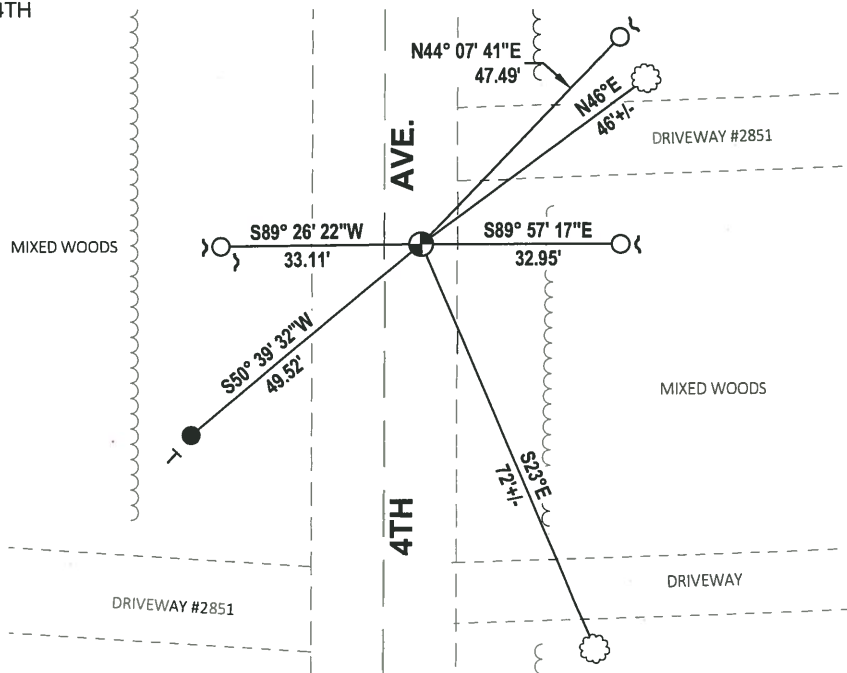 4TH
N44° 07' 41"E
47.49'
N46°E
46'+/-
DRIVEWAY #2851
AVE.
MIXED WOODS
S89° 26' 22"W
33.11'
S89° 57' 17"E
32.95'
S50° 39' 32"W
49.52'
MIXED WOODS
S23°E
72'+/-
4TH
DRIVEWAY
DRIVEWAY #2851